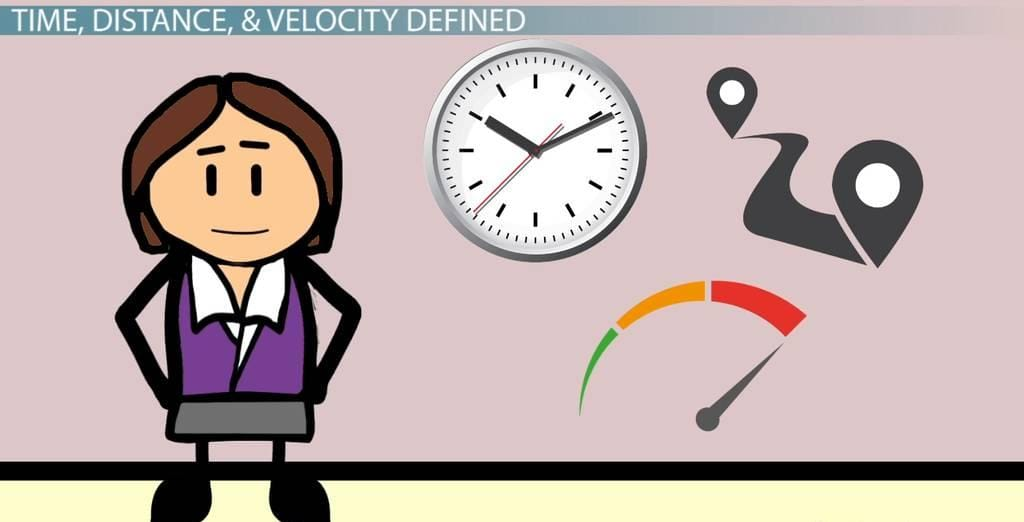 TIME, DISTANCE, & VELOCITY DEFINED